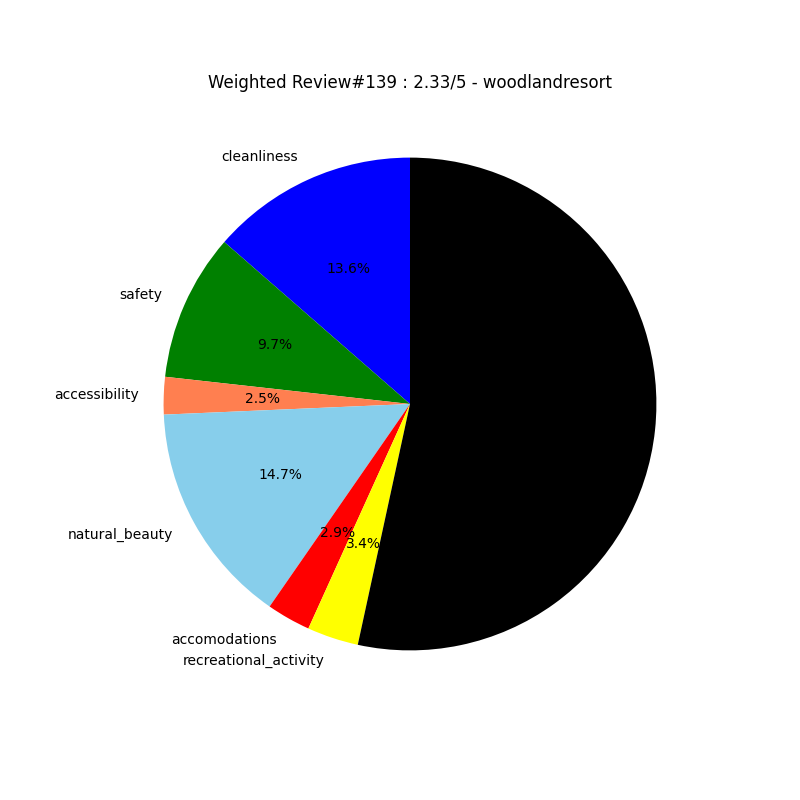 Weighted Review#139 : 2.33/5 - woodlandresort
cleanliness
13.6%
safety
9.7%
accessibility
2.5%
natural_beauty
14.7%
2.9%
3.4%
accomodations
recreational_activity